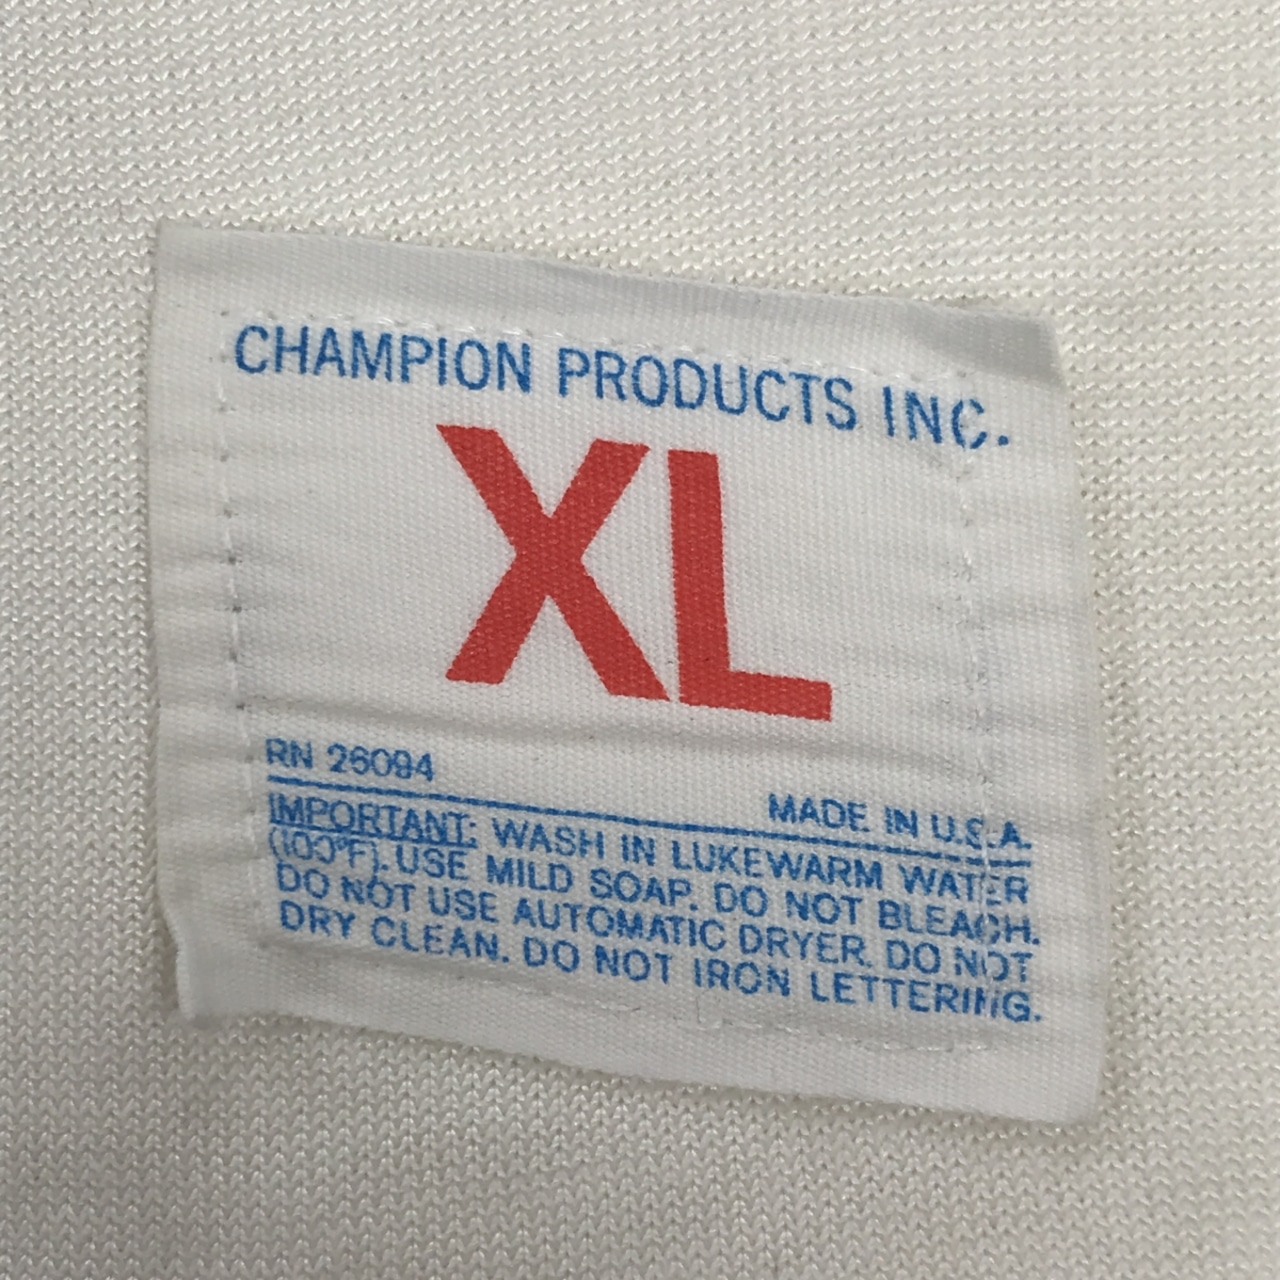 CHAMPION PRODUCTS INC.
XL
RN 26094
MADE IN U.S.A.
IMPORTANT: WASH IN LUKEWARM WATER
(100°F). USE MILD SOAP. DO NOT BLEACH.
DO NOT USE AUTOMATIC DRYER. DO NOT
DRY CLEAN. DO NOT IRON LETTERING.